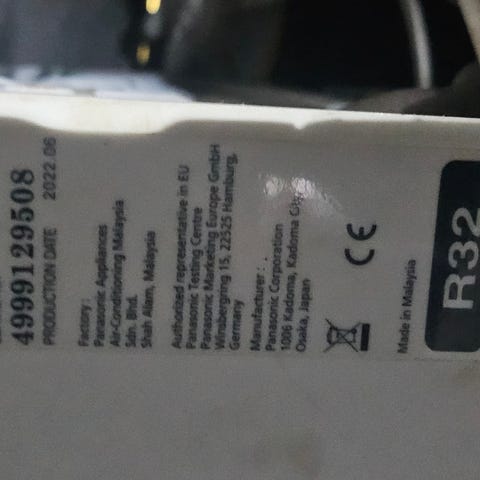 4999129508
PRODUCTION DATE 2022.06
Factory:
Panasonic Appliances
Air-Conditioning Malaysia
Sdn. Bhd.
Shah Alam, Malaysia
Authorized representative in EU
Panasonic Testing Centre
Panasonic Marketing Europe GmbH
Winsbergring 15, 22525 Hamburg,
Germany
Manufacturer :
Panasonic Corporation
1006 Kadoma, Kadoma City,
Osaka, Japan
CE
Made in Malaysia
R32